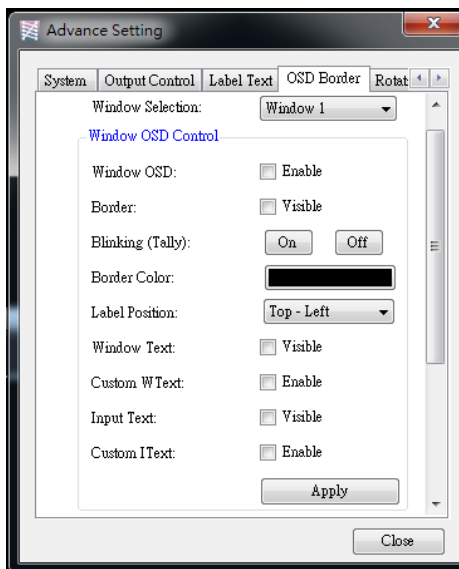 Advance Setting
System Output Control Label Text OSD Border Rotat
Window Selection: Window 1
Window OSD Control
Window OSD: Enable
Border: Visible
Blinking (Tally): On Off
Border Color:
Label Position: Top - Left
Window Text: Visible
Custom WText: Enable
Input Text: Visible
Custom IText: Enable
Apply
Close